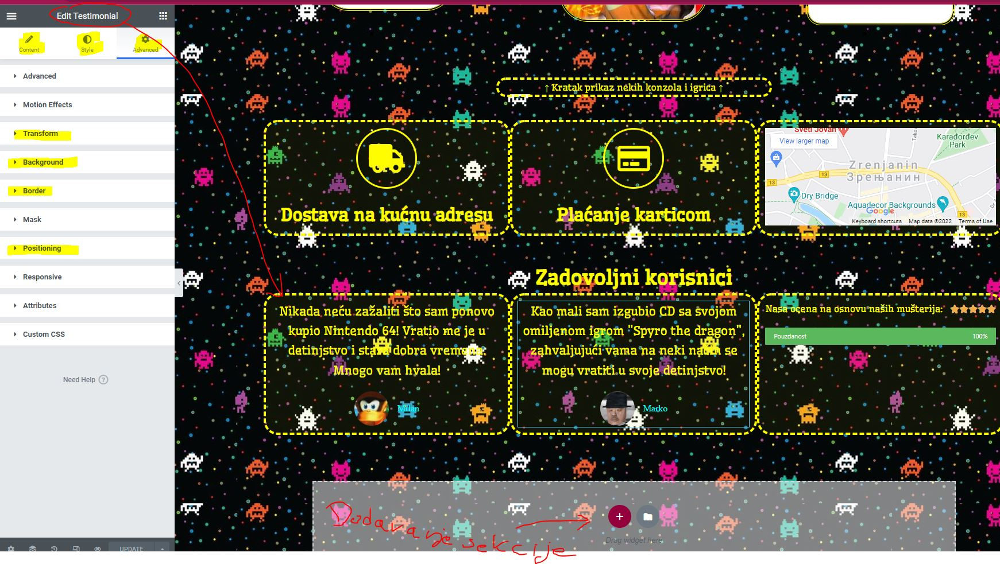 Edit Testimonial
Content
Style
Advanced
Advanced
Motion Effects
Transform
Background
Border
Mask
Positioning
Responsive
Attributes
Custom CSS
Need Help ?
UPDATE
↑ Kratak prikaz nekih konzola i igrica ↑
Dostava na kućnu adresu
Plaćanje karticom
Sveti Jovan
View larger map
Karađorđev
Park
Zrenjanin
Зрењанин
13
13
13
Dry Bridge
Aquadecor Backgrounds
Google
Keyboard shortcuts Map data ©2022 Terms of Use
Zadovoljni korisnici
Nikada neću zažaliti što sam ponovo
kupio Nintendo 64! Vratio me je u
detinjstvo i stara dobra vremena.
Mnogo vam hvala!
Milan
Kao mali sam izgubio CD sa svojom
omiljenom igrom "Spyro the dragon",
zahvaljujući vama na neki način se
mogu vratiti u svoje detinjstvo!
Marko
Nasa ocena na osnovu naših mušterija:
Pouzdanost 100%
Dodavanje sekcije
Drag widget here